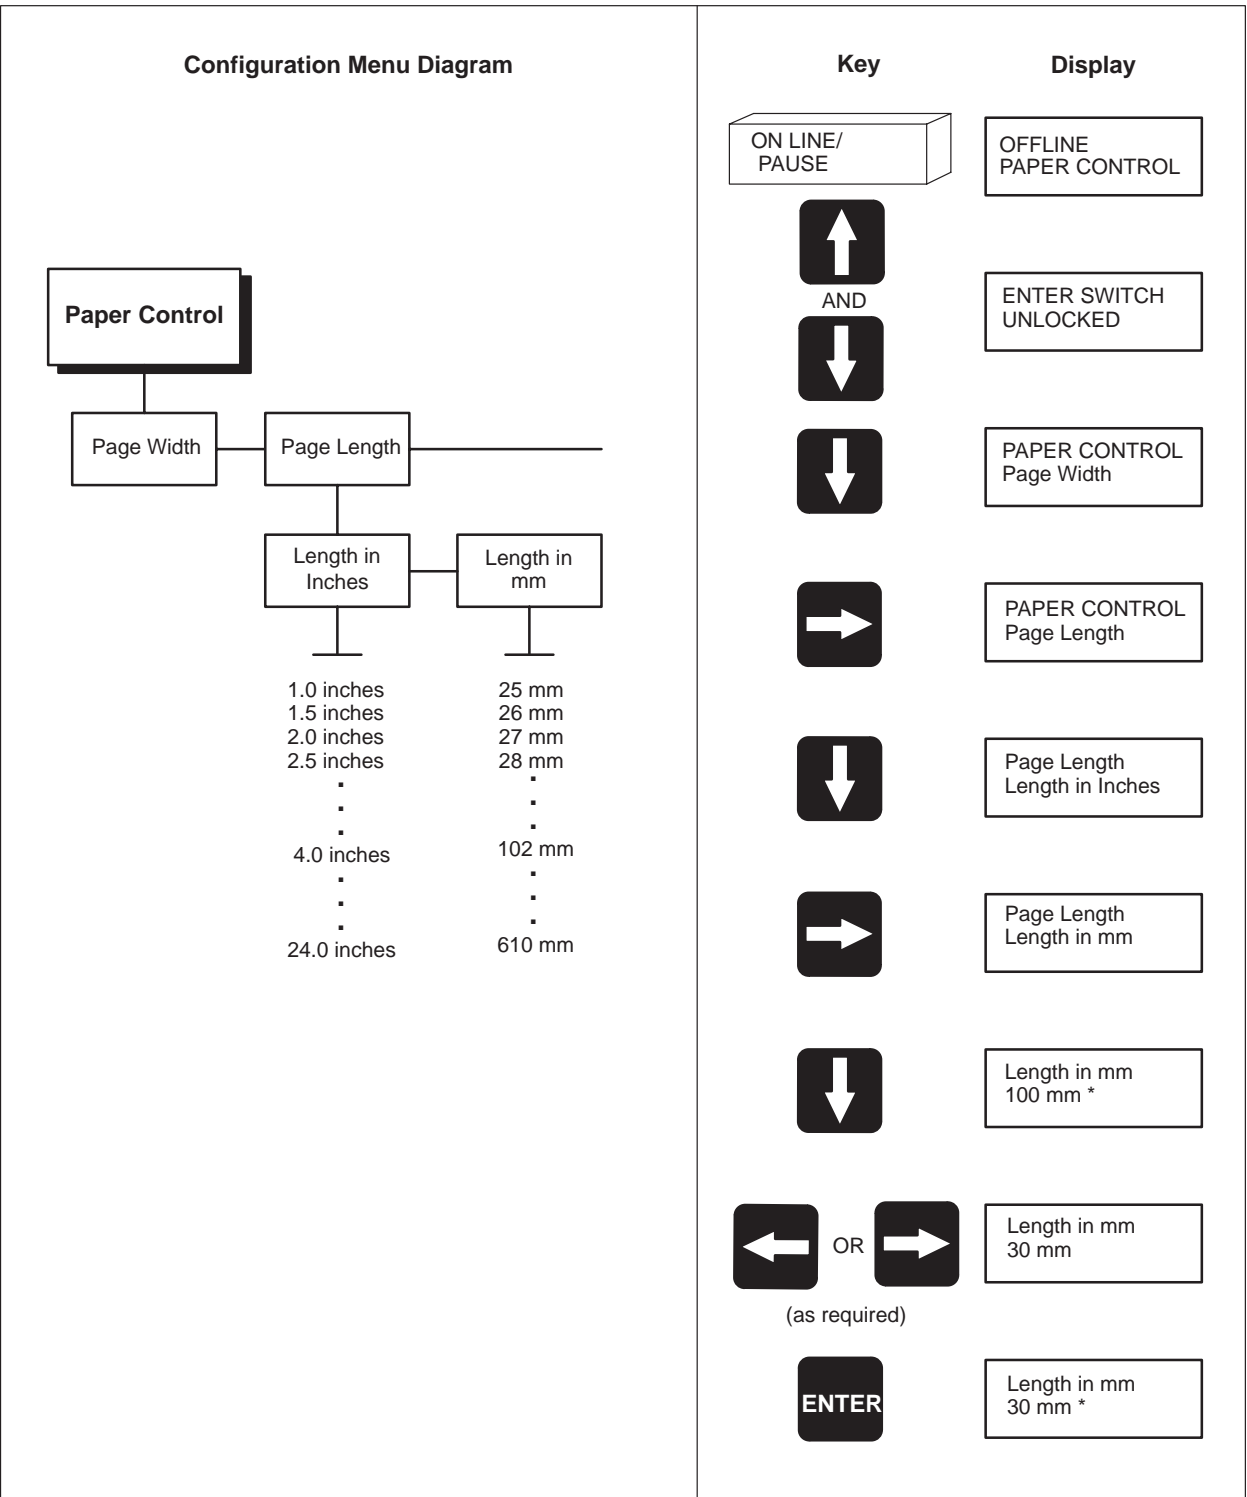 Configuration Menu Diagram
Paper Control
Page Width
Page Length
Length in
Inches
Length in
mm
1.0 inches
1.5 inches
2.0 inches
2.5 inches
.
.
.
4.0 inches
.
.
.
24.0 inches
25 mm
26 mm
27 mm
28 mm
.
.
.
102 mm
.
.
.
610 mm
Key
Display
ON LINE/
PAUSE
OFFLINE
PAPER CONTROL
AND
ENTER SWITCH
UNLOCKED
PAPER CONTROL
Page Width
PAPER CONTROL
Page Length
Page Length
Length in Inches
Page Length
Length in mm
Length in mm
100 mm *
OR
(as required)
Length in mm
30 mm
ENTER
Length in mm
30 mm *